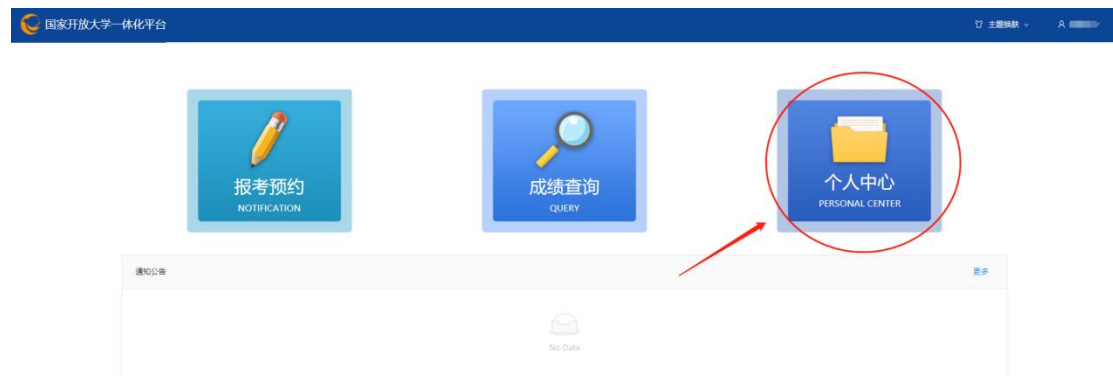 国家开放大学一体化平台
主题换肤
报考预约
NOTIFICATION
成绩查询
QUERY
个人中心
PERSONAL CENTER
通知公告
更多
No Data